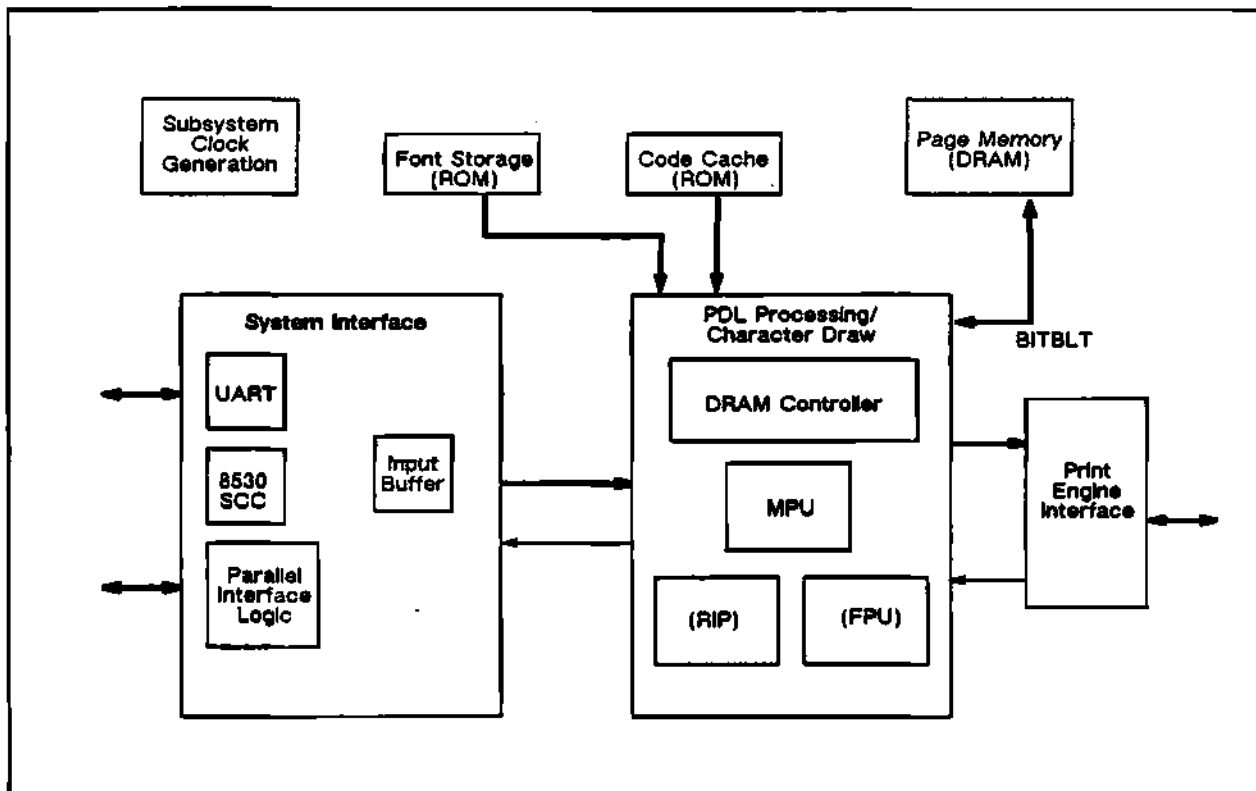 Subsystem
Clock
Generation
Font Storage
(ROM)
Code Cache
(ROM)
Page Memory
(DRAM)
System Interface
UART
8530
SCC
Parallel
Interface
Logic
Input
Buffer
PDL Processing/
Character Draw
DRAM Controller
MPU
(RIP)
(FPU)
BITBLT
Print
Engine
Interface